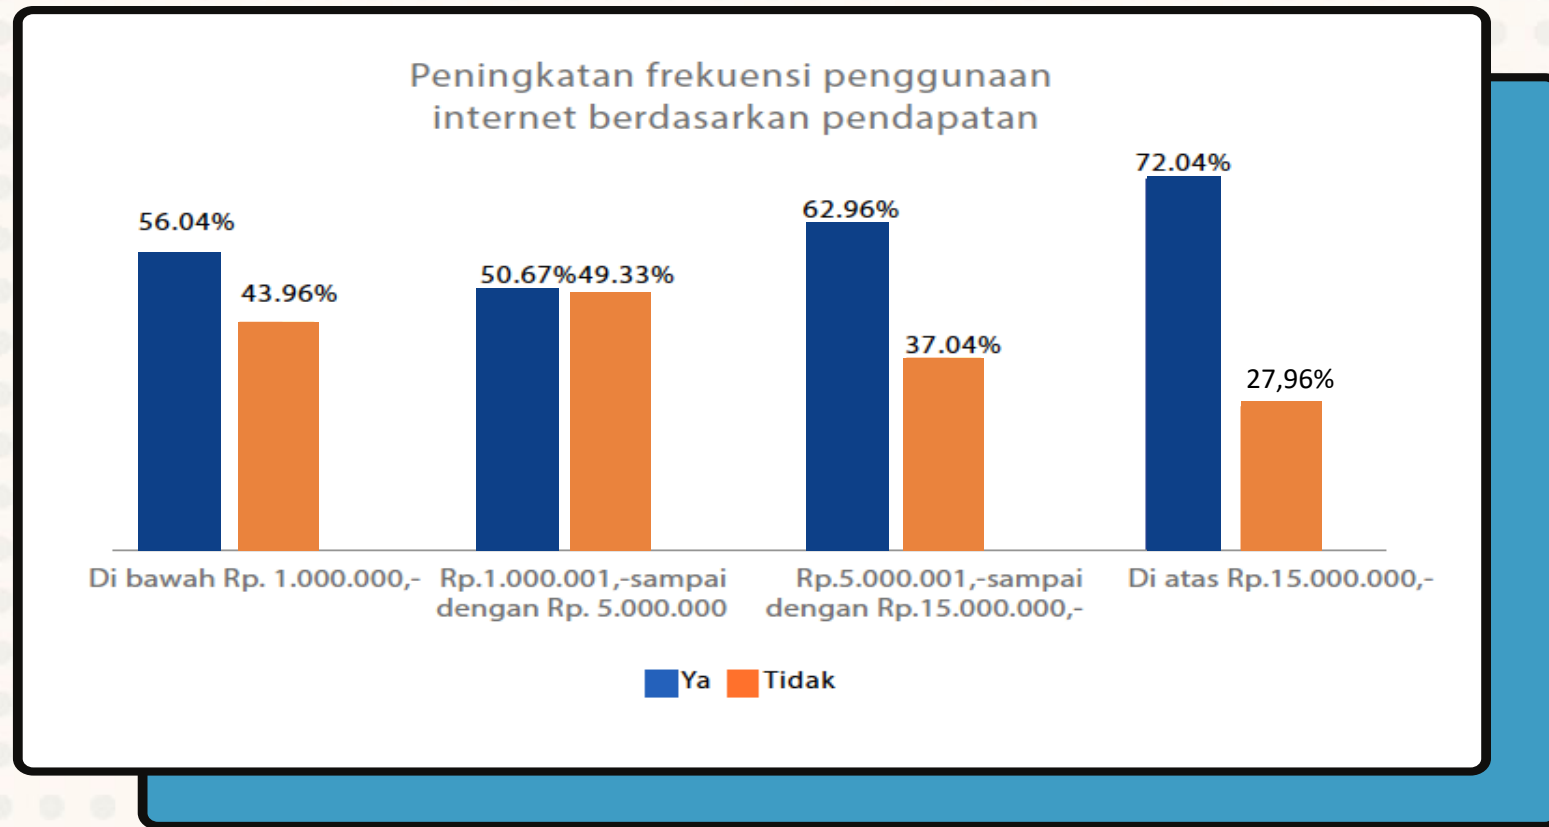 Peningkatan frekuensi penggunaan
internet berdasarkan pendapatan
56.04%
43.96%
50.67%
49.33%
62.96%
37.04%
72.04%
27,96%
Di bawah Rp. 1.000.000,-
Rp.1.000.001,-sampai
dengan Rp. 5.000.000
Rp.5.000.001,-sampai
dengan Rp.15.000.000,-
Di atas Rp.15.000.000,-
Ya
Tidak